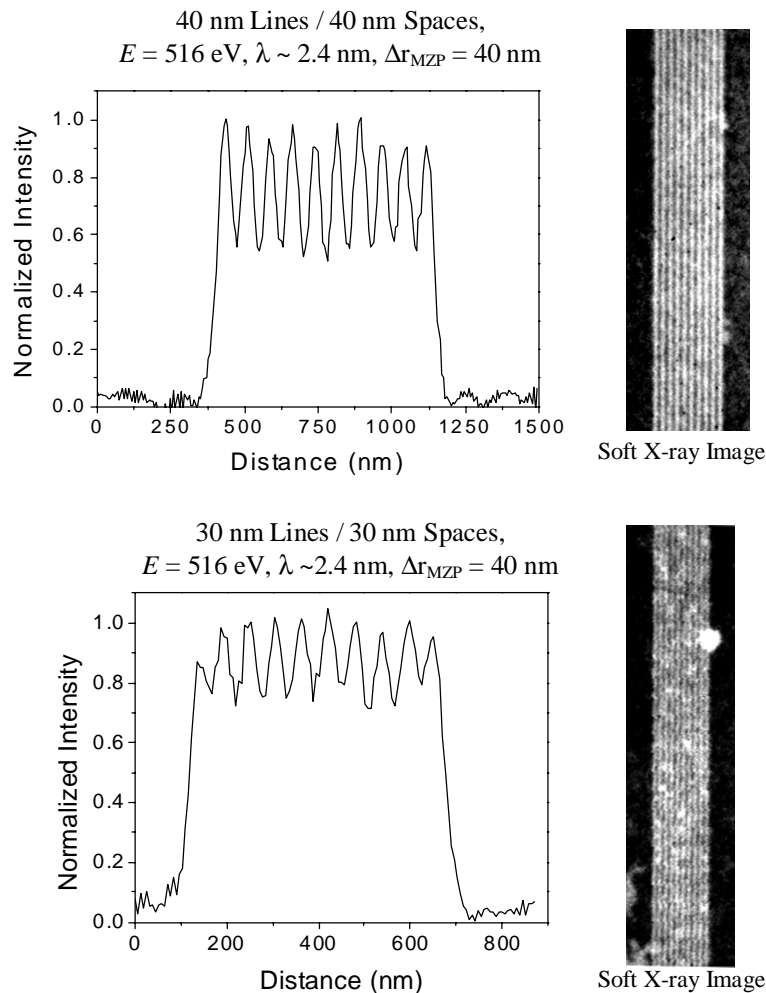 40 nm Lines / 40 nm Spaces,
E = 516 eV, λ ~ 2.4 nm, Δr_MZP = 40 nm
1.0
0.8
0.6
0.4
0.2
0.0
Normalized Intensity
0 250 500 750 1000 1250 1500
Distance (nm)
Soft X-ray Image
30 nm Lines / 30 nm Spaces,
E = 516 eV, λ ~2.4 nm, Δr_MZP = 40 nm
1.0
0.8
0.6
0.4
0.2
0.0
Normalized Intensity
0 200 400 600 800
Distance (nm)
Soft X-ray Image